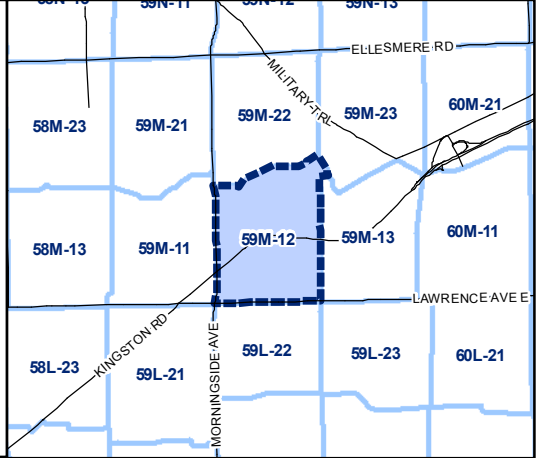 59N-11
59N-12
59N-13
ELLESMERE RD
MILITARY TRL
58M-23
59M-21
59M-22
59M-23
60M-21
58M-13
59M-11
59M-12
59M-13
60M-11
LAWRENCE AVE E
KINGSTON RD
MORNINGSIDE AVE
58L-23
59L-21
59L-22
59L-23
60L-21